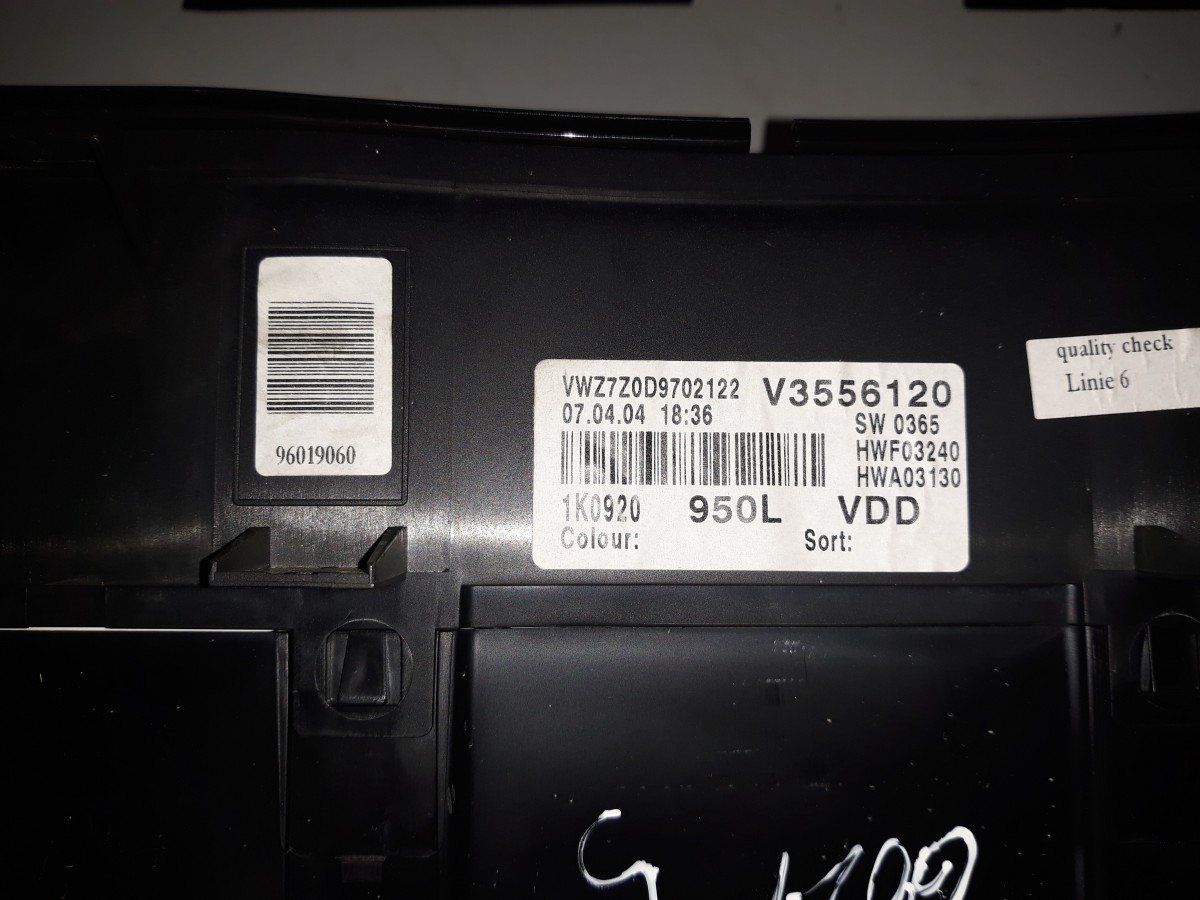 96019060
VWZ7Z0D9702122 V3556120
07.04.04 18:36 SW 0365
HWF03240
HWA03130
1K0920 950L VDD
Colour: Sort:
quality check
Linie 6